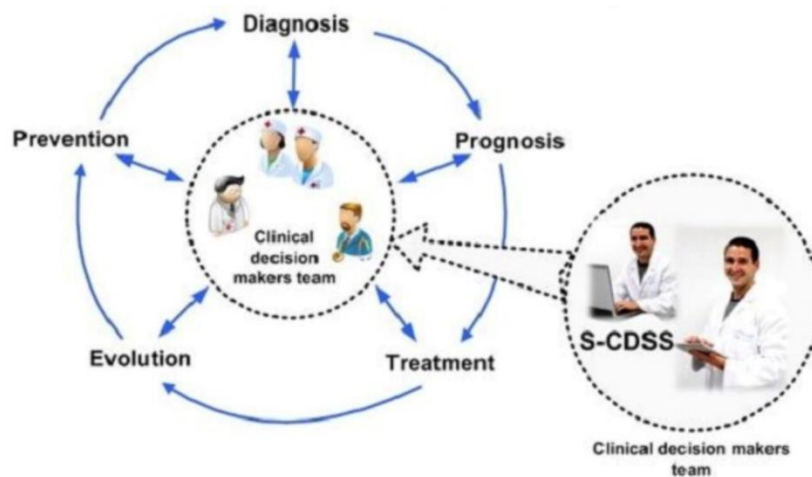 Diagnosis
Prevention
Prognosis
Clinical
decision
makers team
S-CDSS
Evolution
Treatment
Clinical decision makers
team